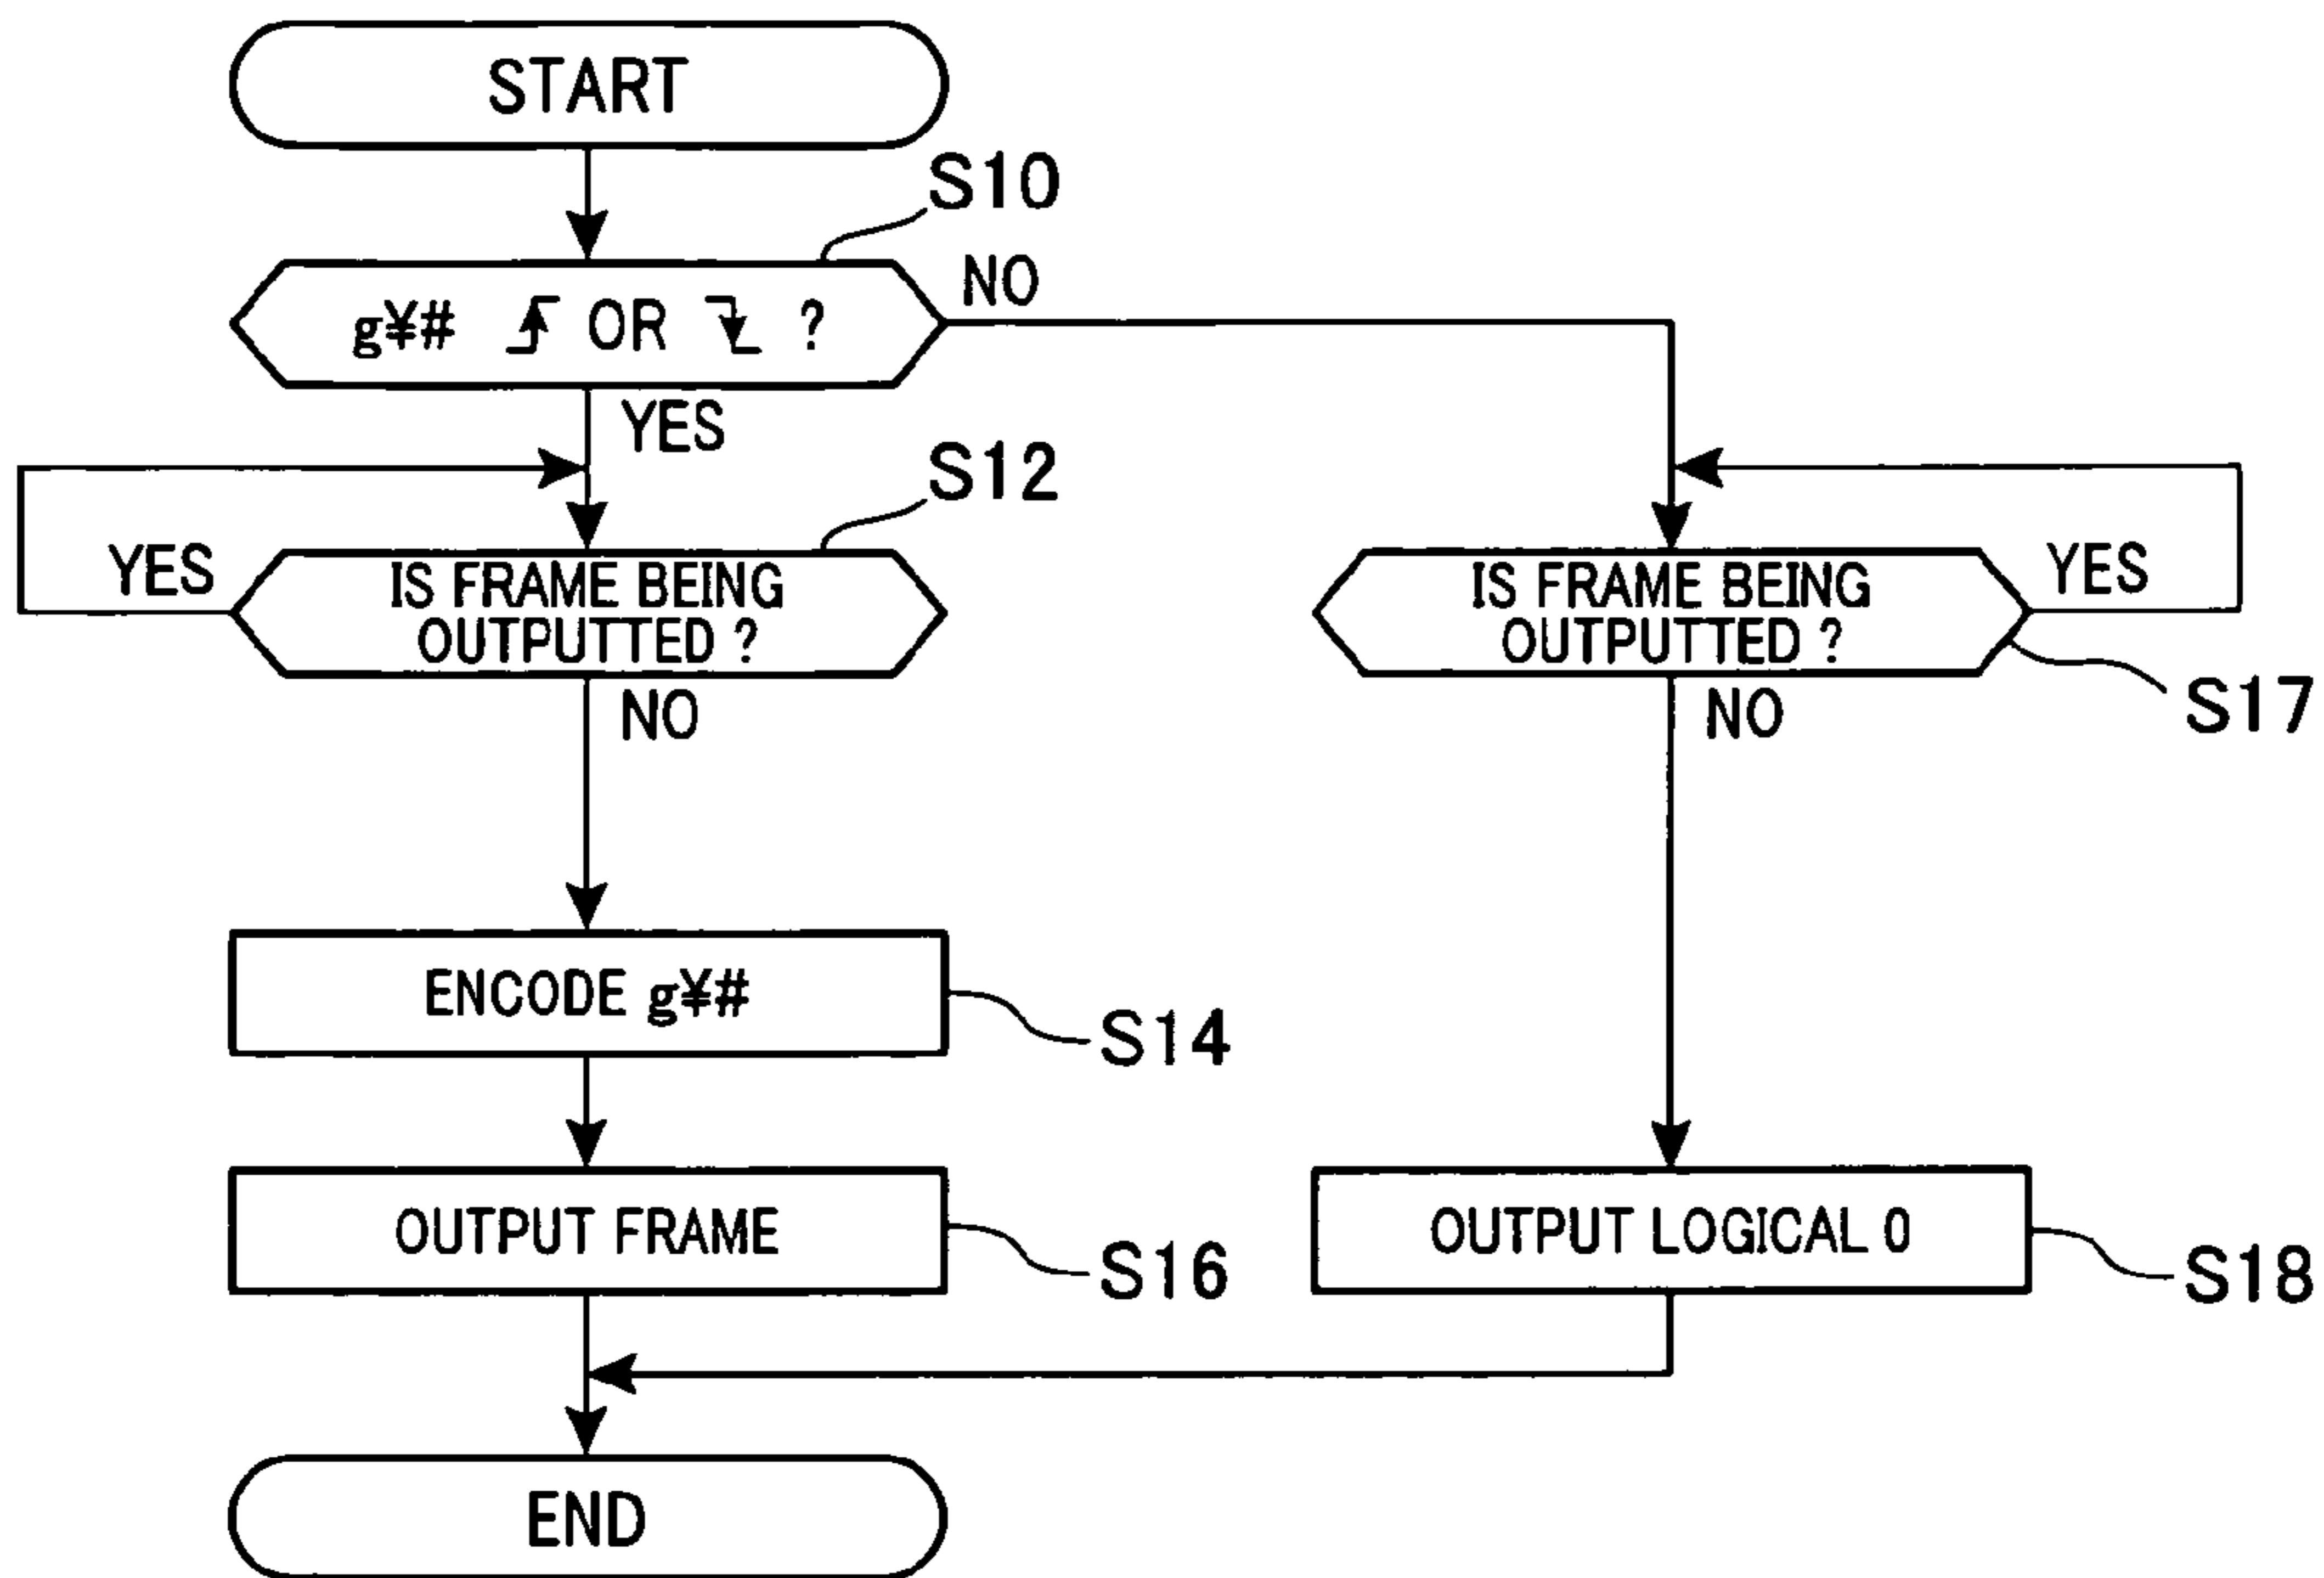 START
S10
g¥# OR ?
NO
YES
S12
YES
IS FRAME BEING
OUTPUTTED ?
NO
IS FRAME BEING
OUTPUTTED ?
YES
S17
NO
ENCODE g¥#
S14
OUTPUT FRAME
S16
OUTPUT LOGICAL 0
S18
END